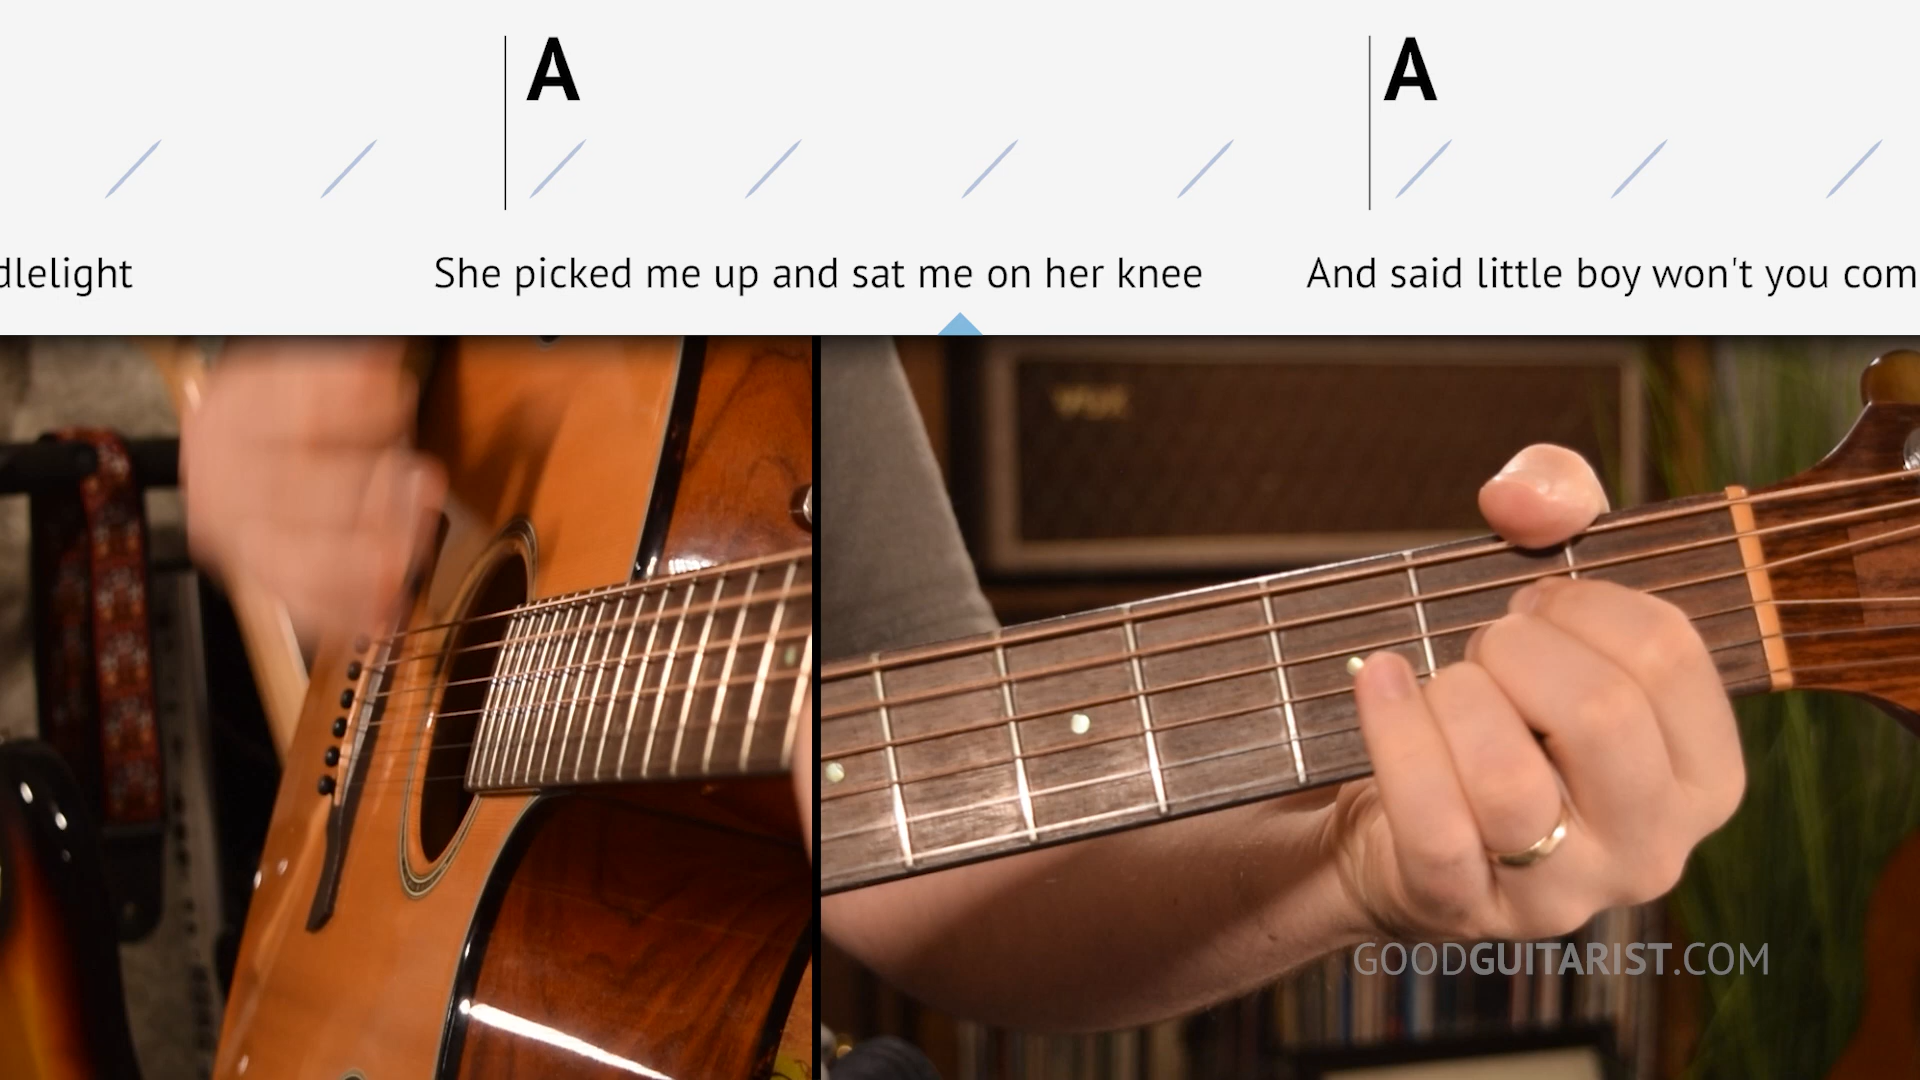 A A
dlelight She picked me up and sat me on her knee And said little boy won't you com
VOX
GOODGUITARIST.COM